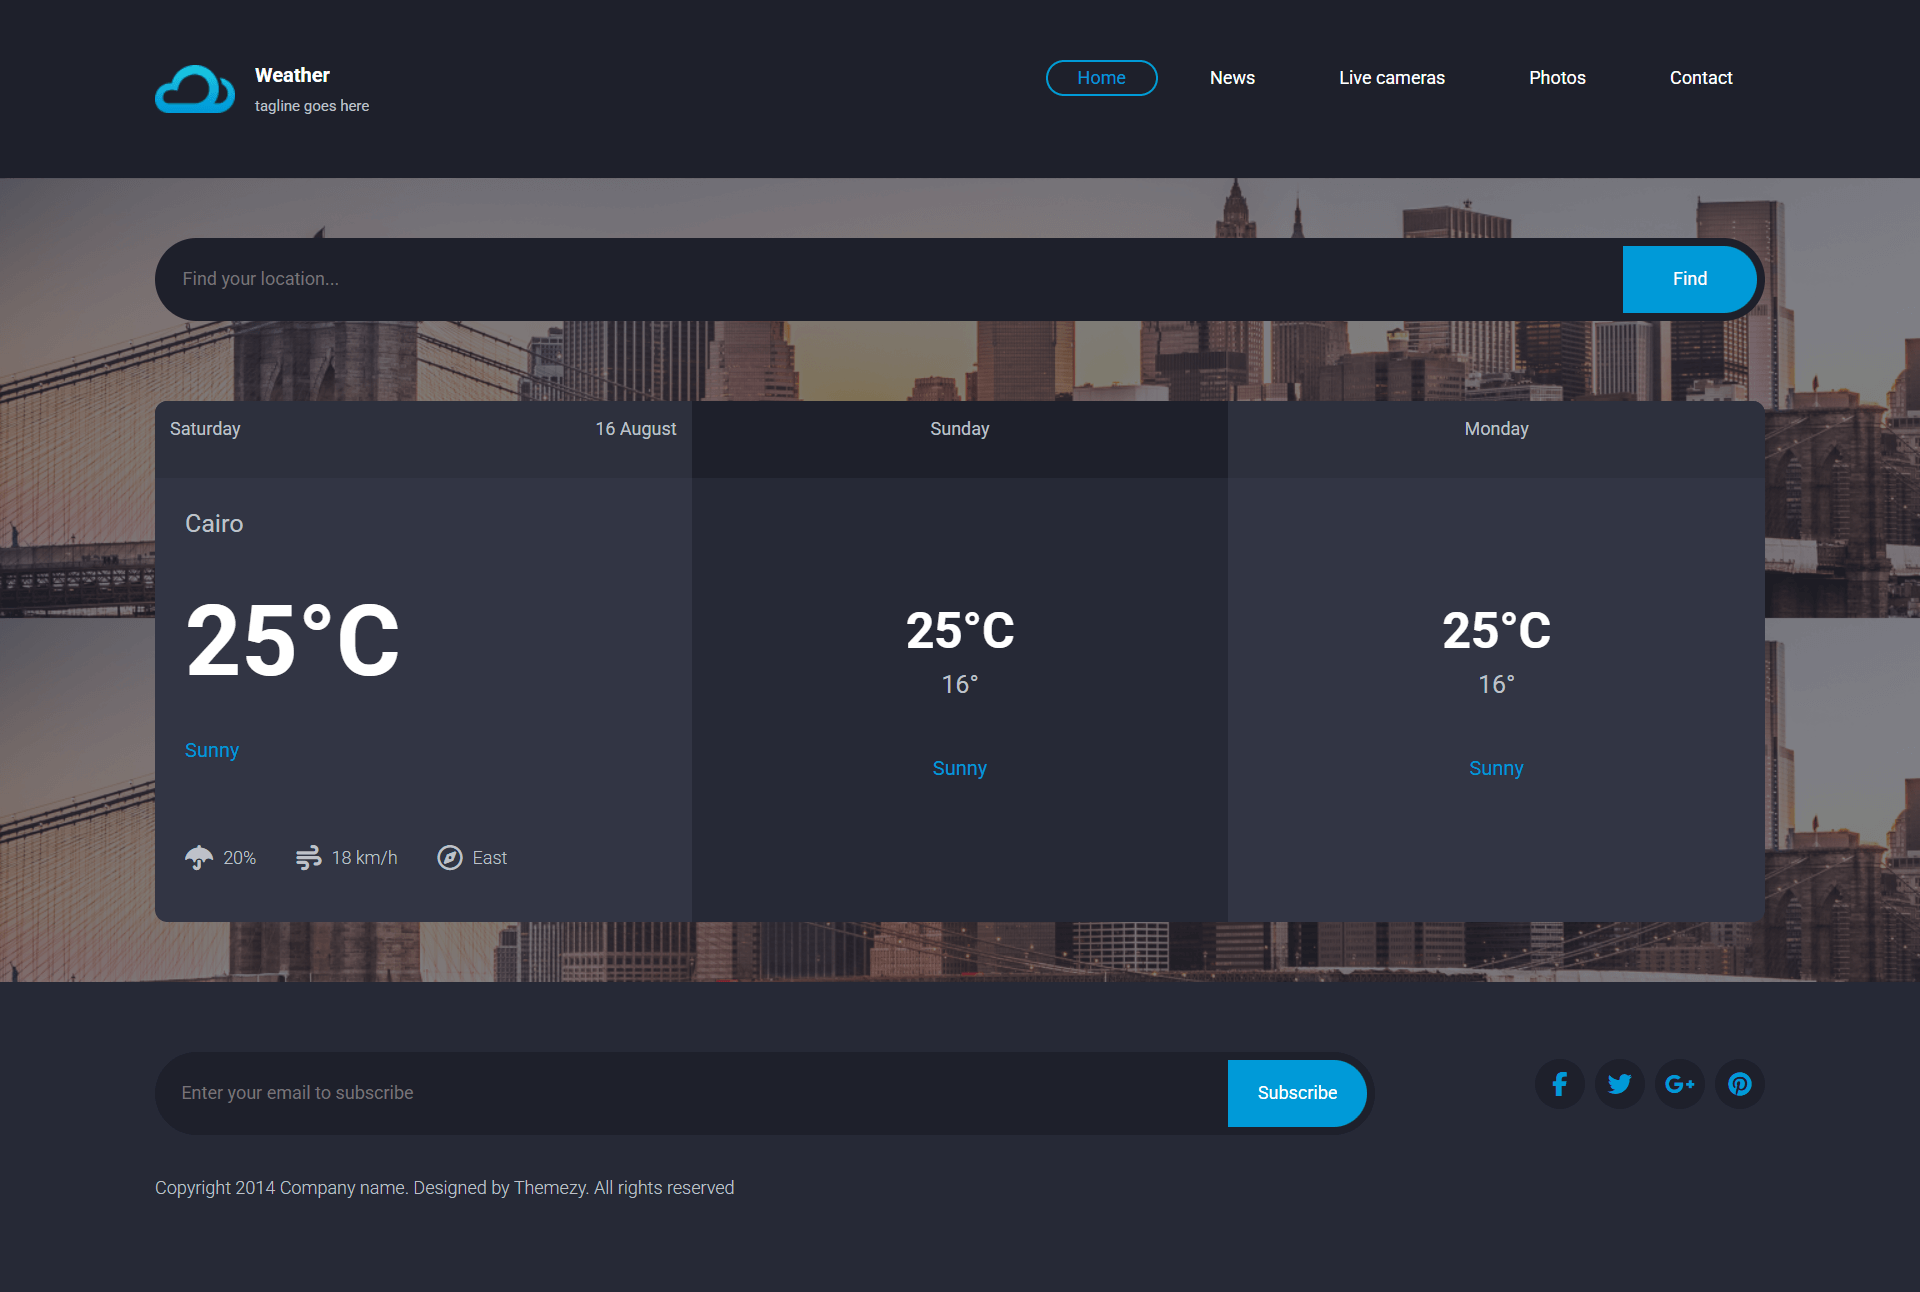 Weather
tagline goes here
Home News Live cameras Photos Contact
Find your location...
Find
Saturday 16 August
Cairo
25°C
Sunny
20% 18 km/h East
Sunday
25°C
16°
Sunny
Monday
25°C
16°
Sunny
Enter your email to subscribe
Subscribe
Copyright 2014 Company name. Designed by Themezy. All rights reserved